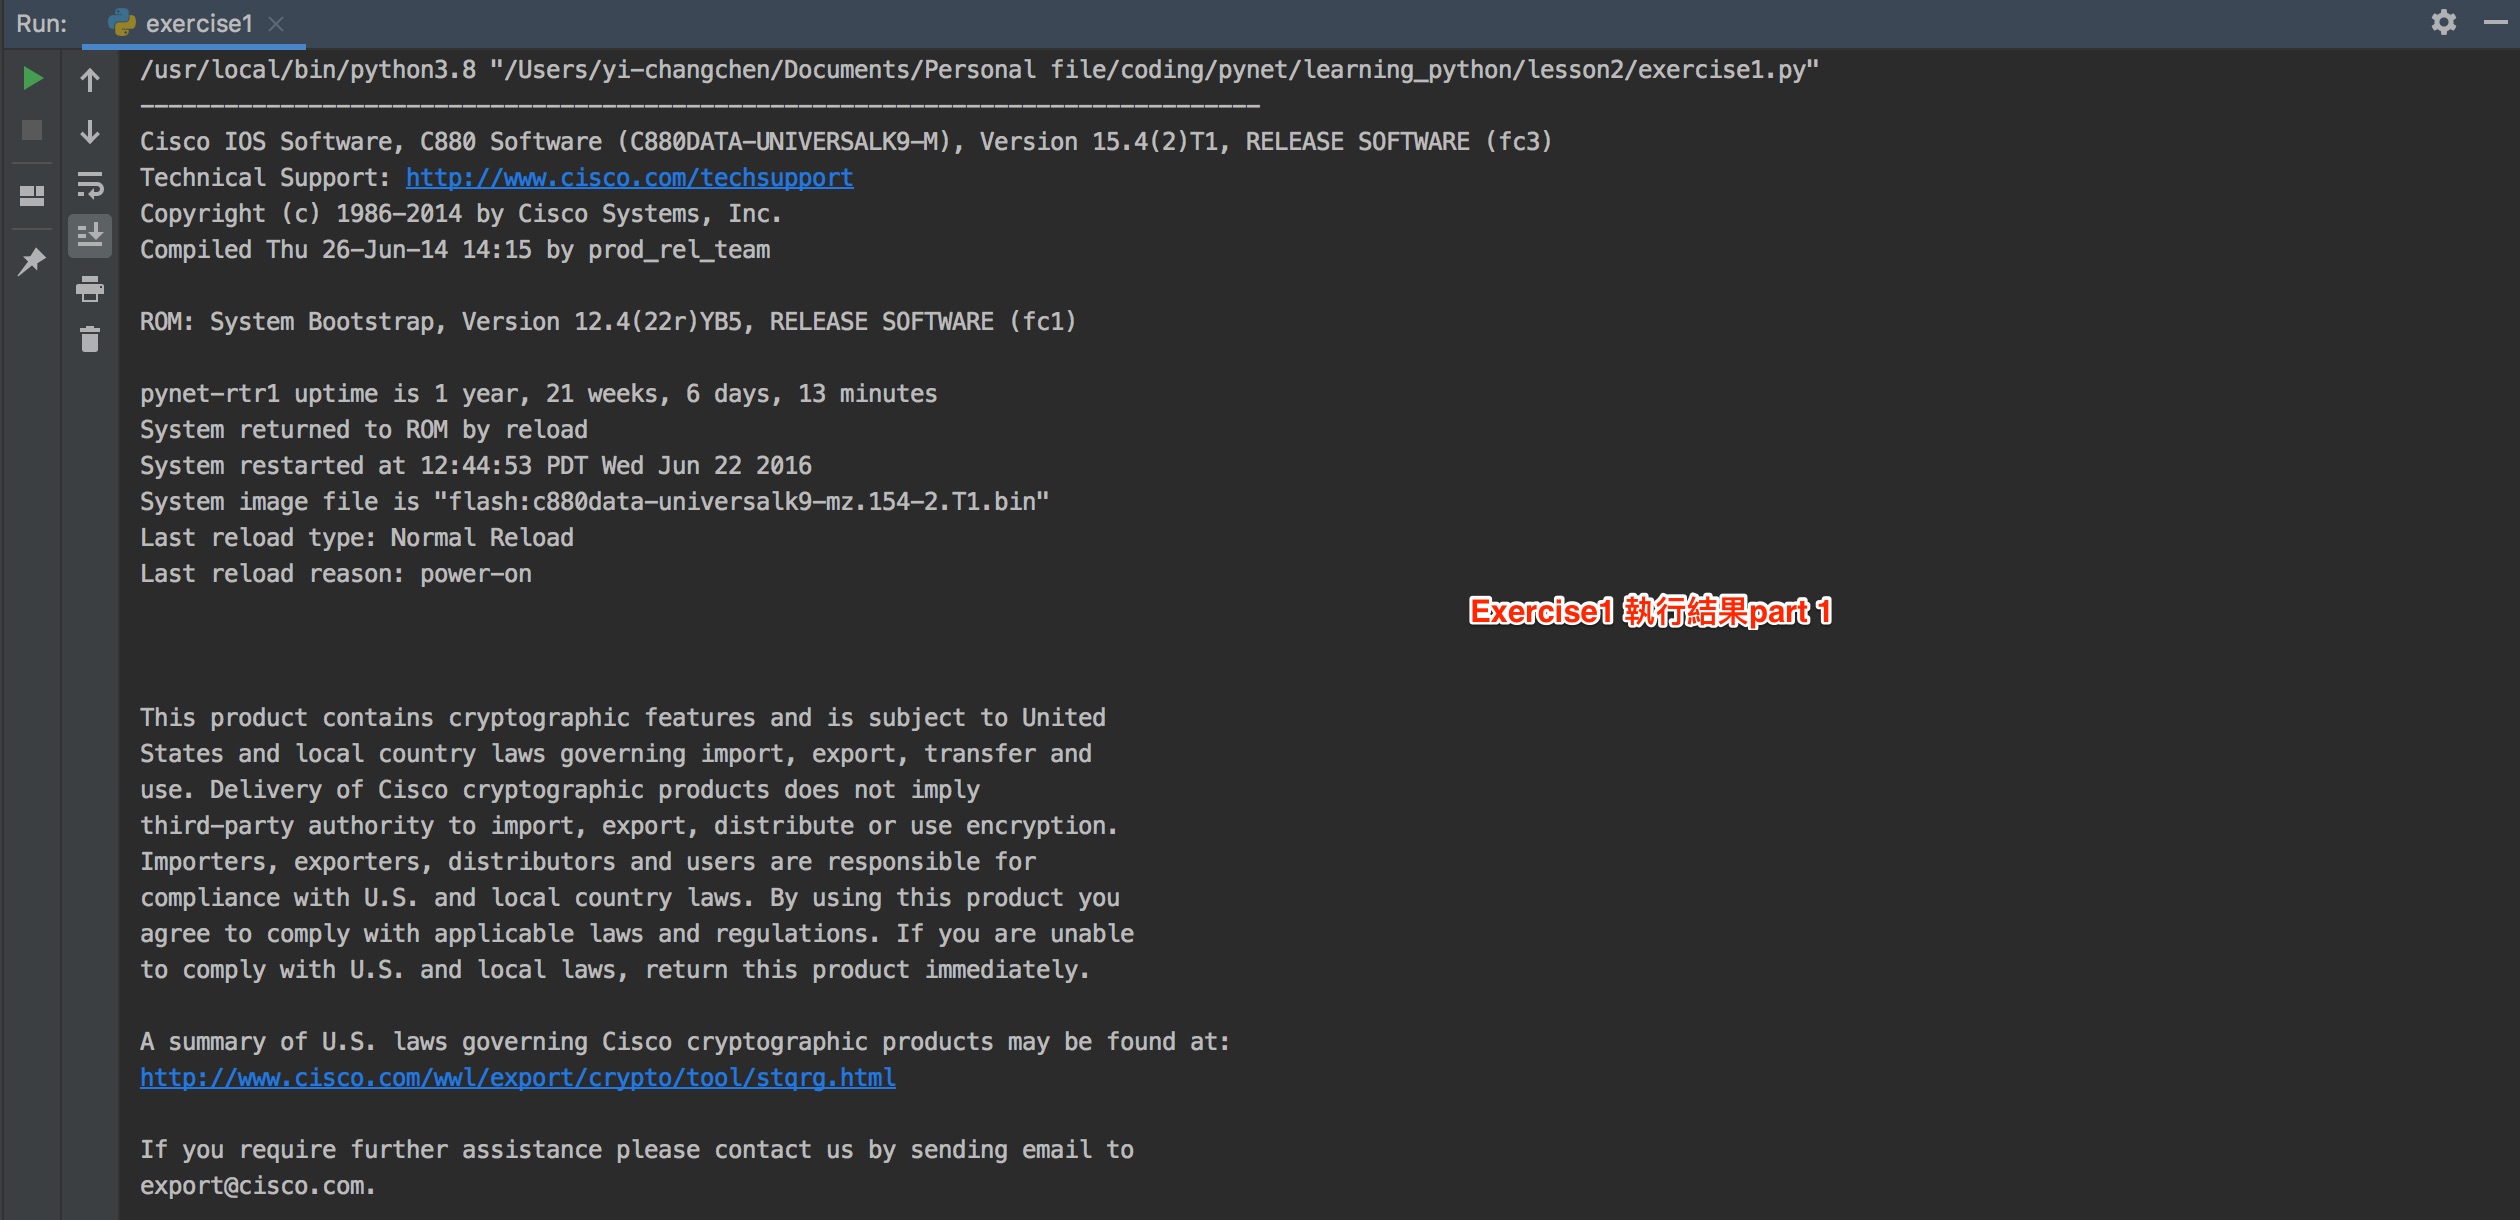 Run: exercise1
/usr/local/bin/python3.8 "/Users/yi-changchen/Documents/Personal file/coding/pynet/learning_python/lesson2/exercise1.py"
--------------------------------------------------------------------------------
Cisco IOS Software, C880 Software (C880DATA-UNIVERSALK9-M), Version 15.4(2)T1, RELEASE SOFTWARE (fc3)
Technical Support: http://www.cisco.com/techsupport
Copyright (c) 1986-2014 by Cisco Systems, Inc.
Compiled Thu 26-Jun-14 14:15 by prod_rel_team
ROM: System Bootstrap, Version 12.4(22r)YB5, RELEASE SOFTWARE (fc1)
pynet-rtr1 uptime is 1 year, 21 weeks, 6 days, 13 minutes
System returned to ROM by reload
System restarted at 12:44:53 PDT Wed Jun 22 2016
System image file is "flash:c880data-universalk9-mz.154-2.T1.bin"
Last reload type: Normal Reload
Last reload reason: power-on
Exercise1 執行結果part 1
This product contains cryptographic features and is subject to United
States and local country laws governing import, export, transfer and
use. Delivery of Cisco cryptographic products does not imply
third-party authority to import, export, distribute or use encryption.
Importers, exporters, distributors and users are responsible for
compliance with U.S. and local country laws. By using this product you
agree to comply with applicable laws and regulations. If you are unable
to comply with U.S. and local laws, return this product immediately.
A summary of U.S. laws governing Cisco cryptographic products may be found at:
http://www.cisco.com/wwl/export/crypto/tool/stqrg.html
If you require further assistance please contact us by sending email to
export@cisco.com.